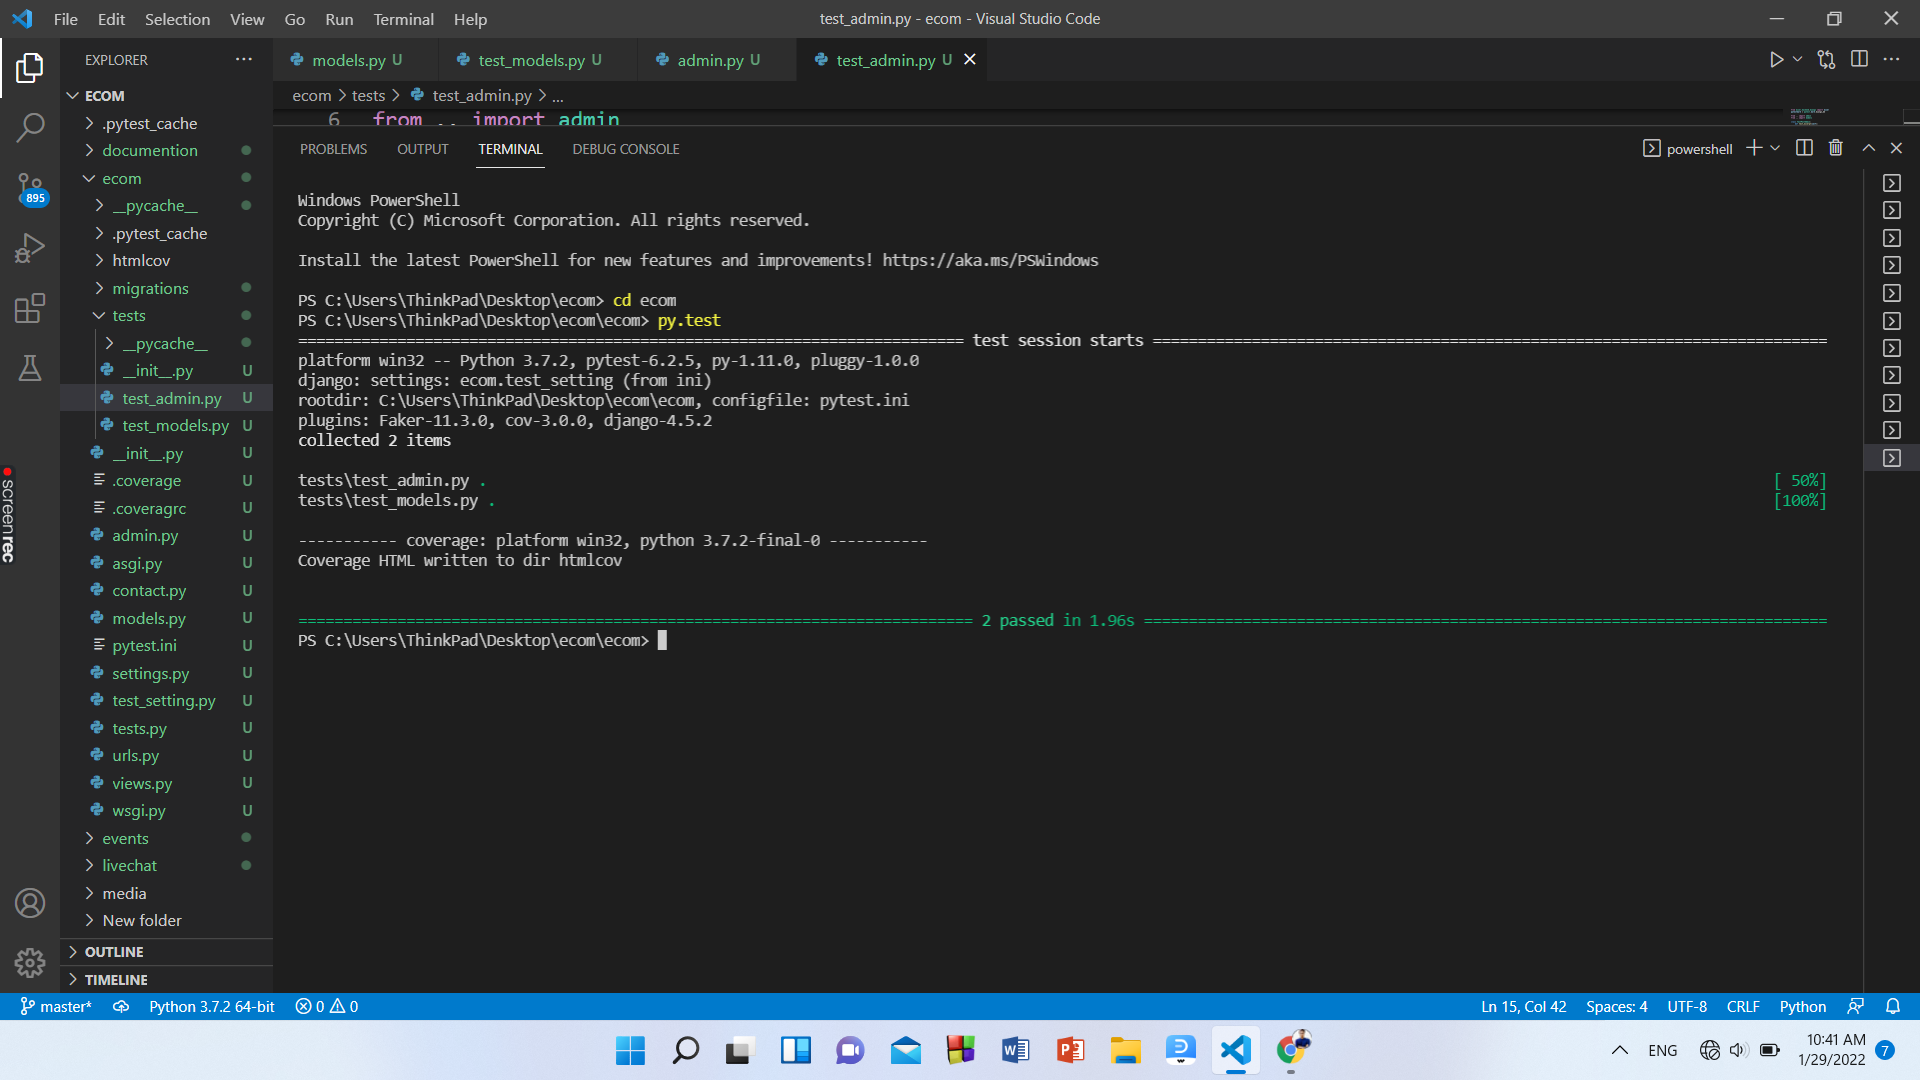 File Edit Selection View Go Run Terminal Help
test_admin.py - ecom - Visual Studio Code
EXPLORER
models.py U
test_models.py U
admin.py U
test_admin.py U
ecom > tests > test_admin.py > ...
6 from .. import admin
ECOM
.pytest_cache
documention
ecom
__pycache__
.pytest_cache
htmlcov
migrations
tests
__pycache__
__init__.py U
test_admin.py U
test_models.py U
__init__.py U
.coverage U
.coveragrc U
admin.py U
asgi.py U
contact.py U
models.py U
pytest.ini U
settings.py U
test_setting.py U
tests.py U
urls.py U
views.py U
wsgi.py U
events
livechat
media
New folder
OUTLINE
TIMELINE
895
screenrec
PROBLEMS OUTPUT TERMINAL DEBUG CONSOLE
powershell
Windows PowerShell
Copyright (C) Microsoft Corporation. All rights reserved.
Install the latest PowerShell for new features and improvements! https://aka.ms/PSWindows
PS C:\Users\ThinkPad\Desktop\ecom> cd ecom
PS C:\Users\ThinkPad\Desktop\ecom\ecom> py.test
========================================================================== test session starts ===========================================================================
platform win32 -- Python 3.7.2, pytest-6.2.5, py-1.11.0, pluggy-1.0.0
django: settings: ecom.test_setting (from ini)
rootdir: C:\Users\ThinkPad\Desktop\ecom\ecom, configfile: pytest.ini
plugins: Faker-11.3.0, cov-3.0.0, django-4.5.2
collected 2 items
tests\test_admin.py . [ 50%]
tests\test_models.py . [100%]
----------- coverage: platform win32, python 3.7.2-final-0 -----------
Coverage HTML written to dir htmlcov
=========================================================================== 2 passed in 1.96s ============================================================================
PS C:\Users\ThinkPad\Desktop\ecom\ecom>
master* Python 3.7.2 64-bit 0 0
Ln 15, Col 42 Spaces: 4 UTF-8 CRLF Python
ENG
10:41 AM
1/29/2022
7